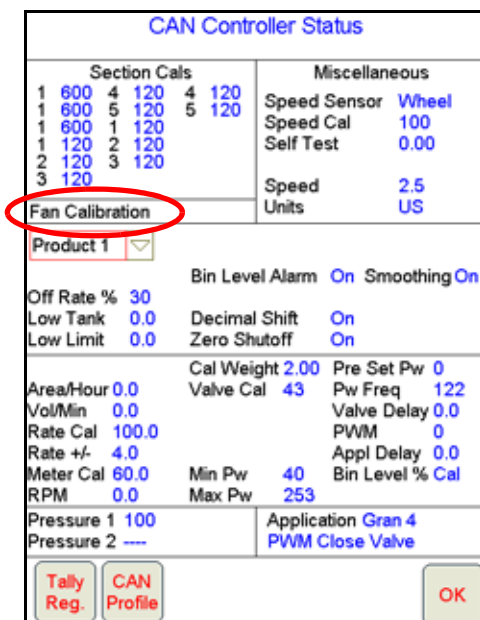 CAN Controller Status
Section Cals
1 600 4 120 4 120
1 600 5 120 5 120
1 600 1 120
1 120 2 120
2 120 3 120
3 120
Miscellaneous
Speed Sensor Wheel
Speed Cal 100
Self Test 0.00
Speed 2.5
Units US
Fan Calibration
Product 1
Bin Level Alarm On Smoothing On
Off Rate % 30
Low Tank 0.0 Decimal Shift On
Low Limit 0.0 Zero Shutoff On
Cal Weight 2.00 Pre Set Pw 0
Area/Hour 0.0 Valve Cal 43 Pw Freq 122
Vol/Min 0.0 Valve Delay 0.0
Rate Cal 100.0 PWM 0
Rate +/- 4.0 Appl Delay 0.0
Meter Cal 60.0 Min Pw 40 Bin Level % Cal
RPM 0.0 Max Pw 253
Pressure 1 100 Application Gran 4
Pressure 2 ---- PWM Close Valve
Tally Reg.
CAN Profile
OK